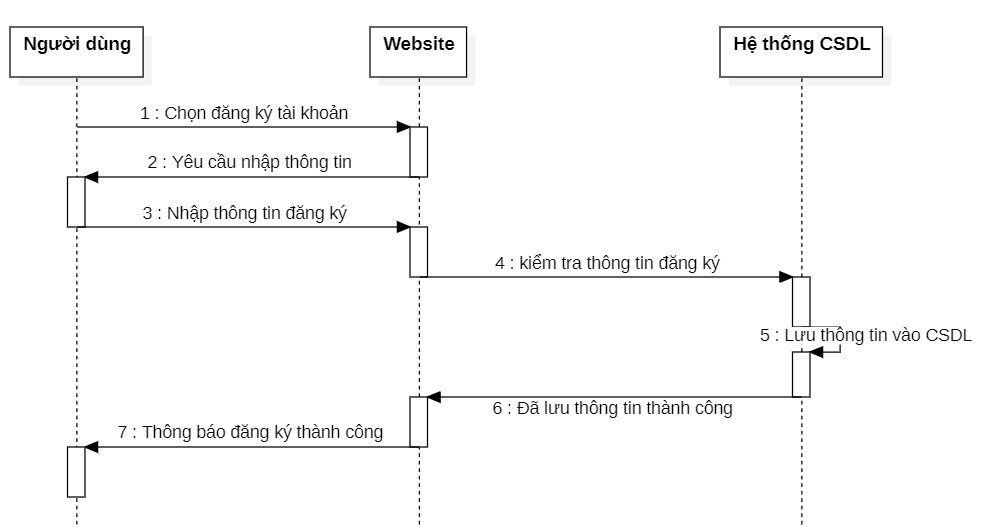 Người dùng
Website
Hệ thống CSDL
1 : Chọn đăng ký tài khoản
2 : Yêu cầu nhập thông tin
3 : Nhập thông tin đăng ký
4 : kiểm tra thông tin đăng ký
5 : Lưu thông tin vào CSDL
6 : Đã lưu thông tin thành công
7 : Thông báo đăng ký thành công